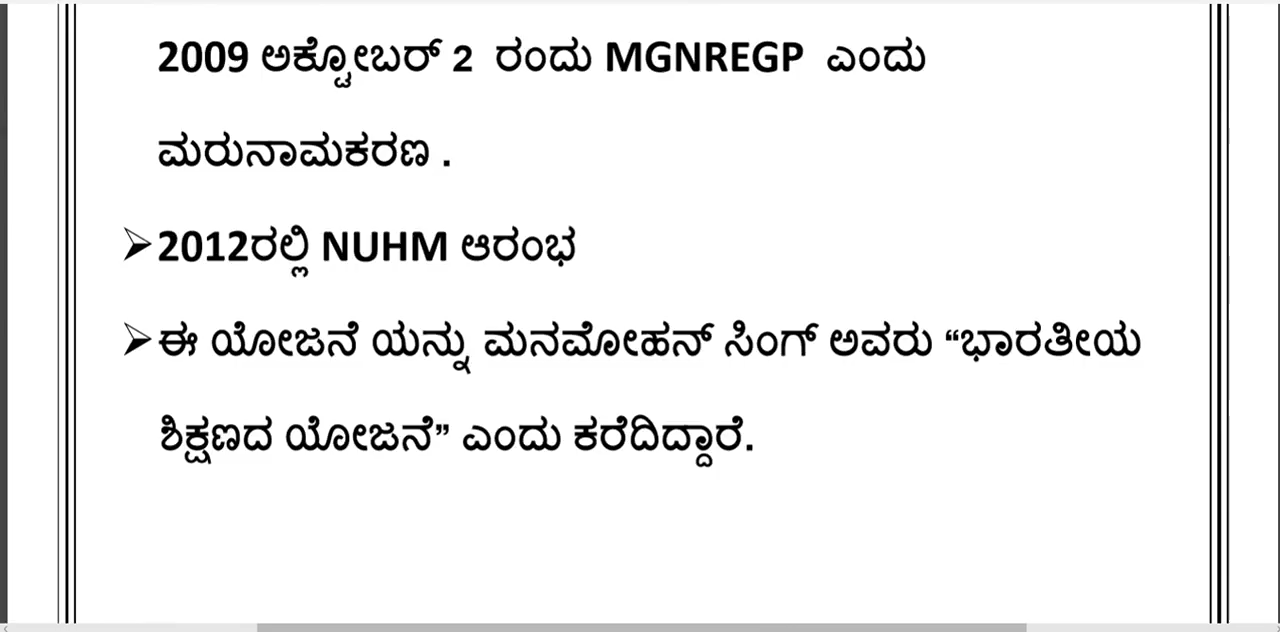 2009 ಅಕ್ಟೋಬರ್ 2 ರಂದು MGNREGP ಎಂದು
ಮರುನಾಮಕರಣ .
➢2012ರಲ್ಲಿ NUHM ಆರಂಭ
➢ಈ ಯೋಜನೆ ಯನ್ನು ಮನಮೋಹನ್ ಸಿಂಗ್ ಅವರು “ಭಾರತೀಯ
ಶಿಕ್ಷಣದ ಯೋಜನೆ” ಎಂದು ಕರೆದಿದ್ದಾರೆ.